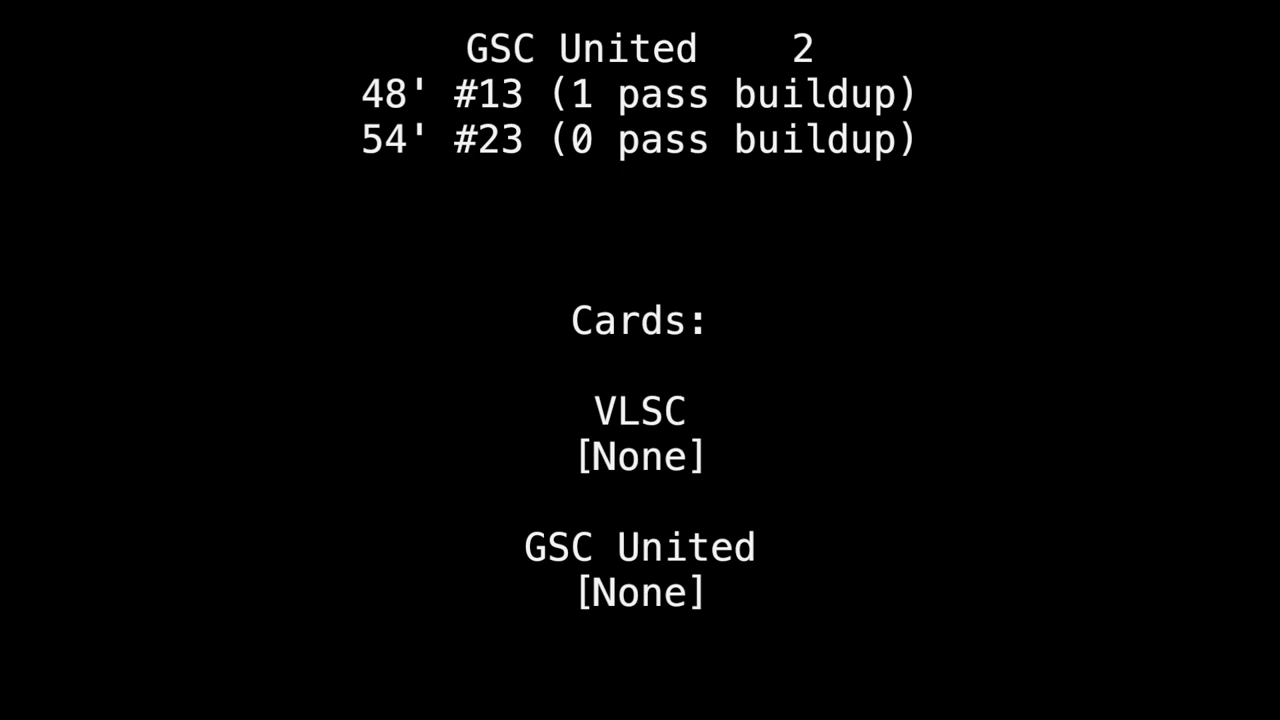 GSC United    2
48' #13 (1 pass buildup)
54' #23 (0 pass buildup)
Cards:
VLSC
[None]
GSC United
[None]